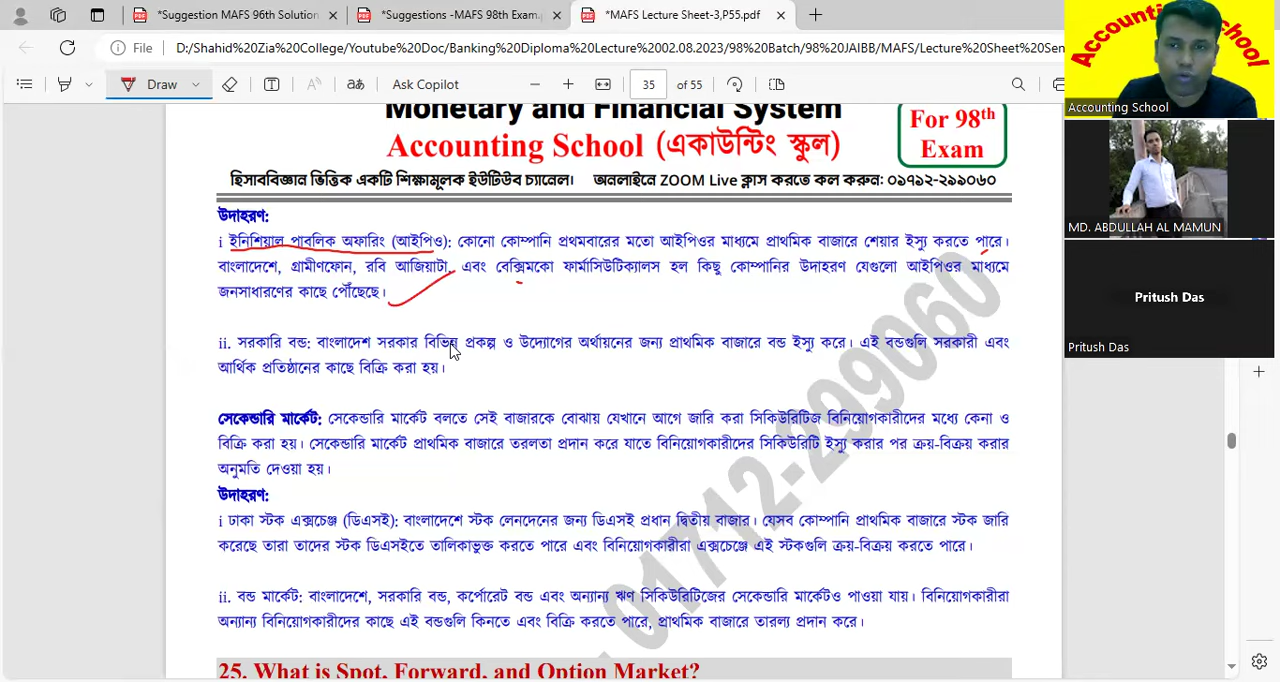 *Suggestion MAFS 96th Solution
*Suggestions -MAFS 98th Exam.p
*MAFS Lecture Sheet-3,P55.pdf
File
D:/Shahid%20Zia%20College/Youtube%20Doc/Banking%20Diploma%20Lecture%2002.08.2023/98%20Batch/98%20JAIBB/MAFS/Lecture%20Sheet%20Sen
Draw
aあ
Ask Copilot
35
of 55
Accounting School
Accounting School
MD. ABDULLAH AL MAMUN
Pritush Das
Pritush Das
Monetary and Financial System
Accounting School (একাউন্টিং স্কুল)
For 98th
Exam
হিসাববিজ্ঞান ভিত্তিক একটি শিক্ষামূলক ইউটিউব চ্যানেল। অনলাইনে ZOOM Live ক্লাস করতে কল করুন: ০১৭১২-২৯৯০৬০
উদাহরণ:
i ইনিশিয়াল পাবলিক অফারিং (আইপিও): কোনো কোম্পানি প্রথমবারের মতো আইপিওর মাধ্যমে প্রাথমিক বাজারে শেয়ার ইস্যু করতে পারে।
বাংলাদেশে, গ্রামীণফোন, রবি আজিয়াটা, এবং বেক্সিমকো ফার্মাসিউটিক্যালস হল কিছু কোম্পানির উদাহরণ যেগুলো আইপিওর মাধ্যমে
জনসাধারণের কাছে পৌঁছেছে।
ii. সরকারি বন্ড: বাংলাদেশ সরকার বিভিন্ন প্রকল্প ও উদ্যোগের অর্থায়নের জন্য প্রাথমিক বাজারে বন্ড ইস্যু করে। এই বন্ডগুলি সরকারী এবং
আর্থিক প্রতিষ্ঠানের কাছে বিক্রি করা হয়।
সেকেন্ডারি মার্কেট: সেকেন্ডারি মার্কেট বলতে সেই বাজারকে বোঝায় যেখানে আগে জারি করা সিকিউরিটিজ বিনিয়োগকারীদের মধ্যে কেনা ও
বিক্রি করা হয়। সেকেন্ডারি মার্কেট প্রাথমিক বাজারে তরলতা প্রদান করে যাতে বিনিয়োগকারীদের সিকিউরিটি ইস্যু করার পর ক্রয়-বিক্রয় করার
অনুমতি দেওয়া হয়।
উদাহরণ:
i ঢাকা স্টক এক্সচেঞ্জ (ডিএসই): বাংলাদেশে স্টক লেনদেনের জন্য ডিএসই প্রধান দ্বিতীয় বাজার। যেসব কোম্পানি প্রাথমিক বাজারে স্টক জারি
করেছে তারা তাদের স্টক ডিএসইতে তালিকাভুক্ত করতে পারে এবং বিনিয়োগকারীরা এক্সচেঞ্জে এই স্টকগুলি ক্রয়-বিক্রয় করতে পারে।
ii. বন্ড মার্কেট: বাংলাদেশে, সরকারি বন্ড, কর্পোরেট বন্ড এবং অন্যান্য ঋণ সিকিউরিটিজের সেকেন্ডারি মার্কেটও পাওয়া যায়। বিনিয়োগকারীরা
অন্যান্য বিনিয়োগকারীদের কাছে এই বন্ডগুলি কিনতে এবং বিক্রি করতে পারে, প্রাথমিক বাজারে তারল্য প্রদান করে।
01712-299060
25. What is Spot, Forward, and Option Market?